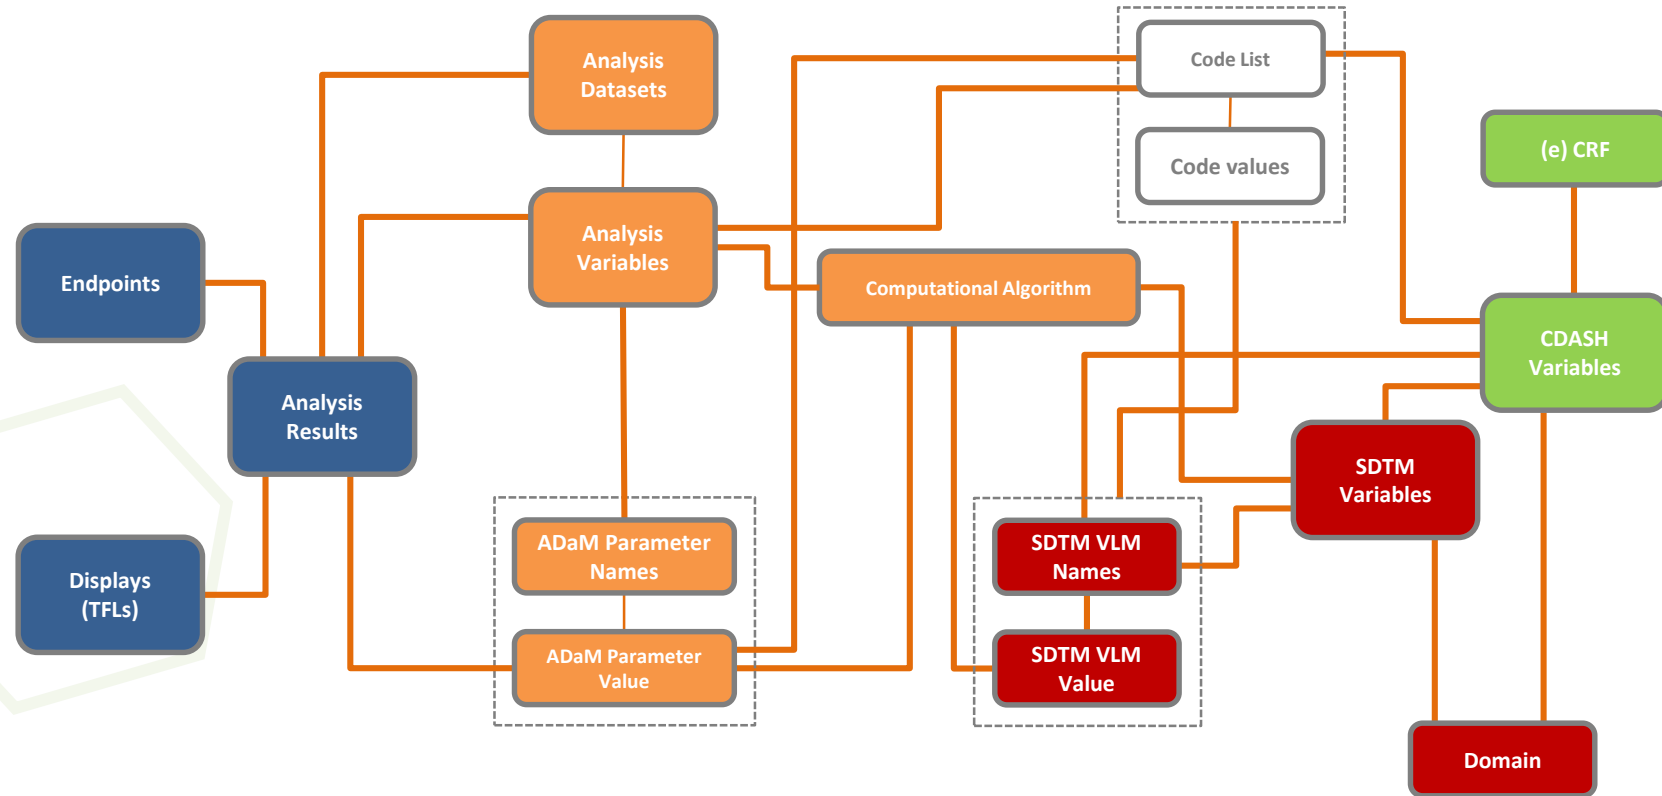 Analysis
Datasets
Code List
Code values
(e) CRF
Analysis
Variables
Endpoints
Computational Algorithm
CDASH
Variables
Analysis
Results
SDTM
Variables
ADaM Parameter
Names
SDTM VLM
Names
Displays
(TFLs)
ADaM Parameter
Value
SDTM VLM
Value
Domain